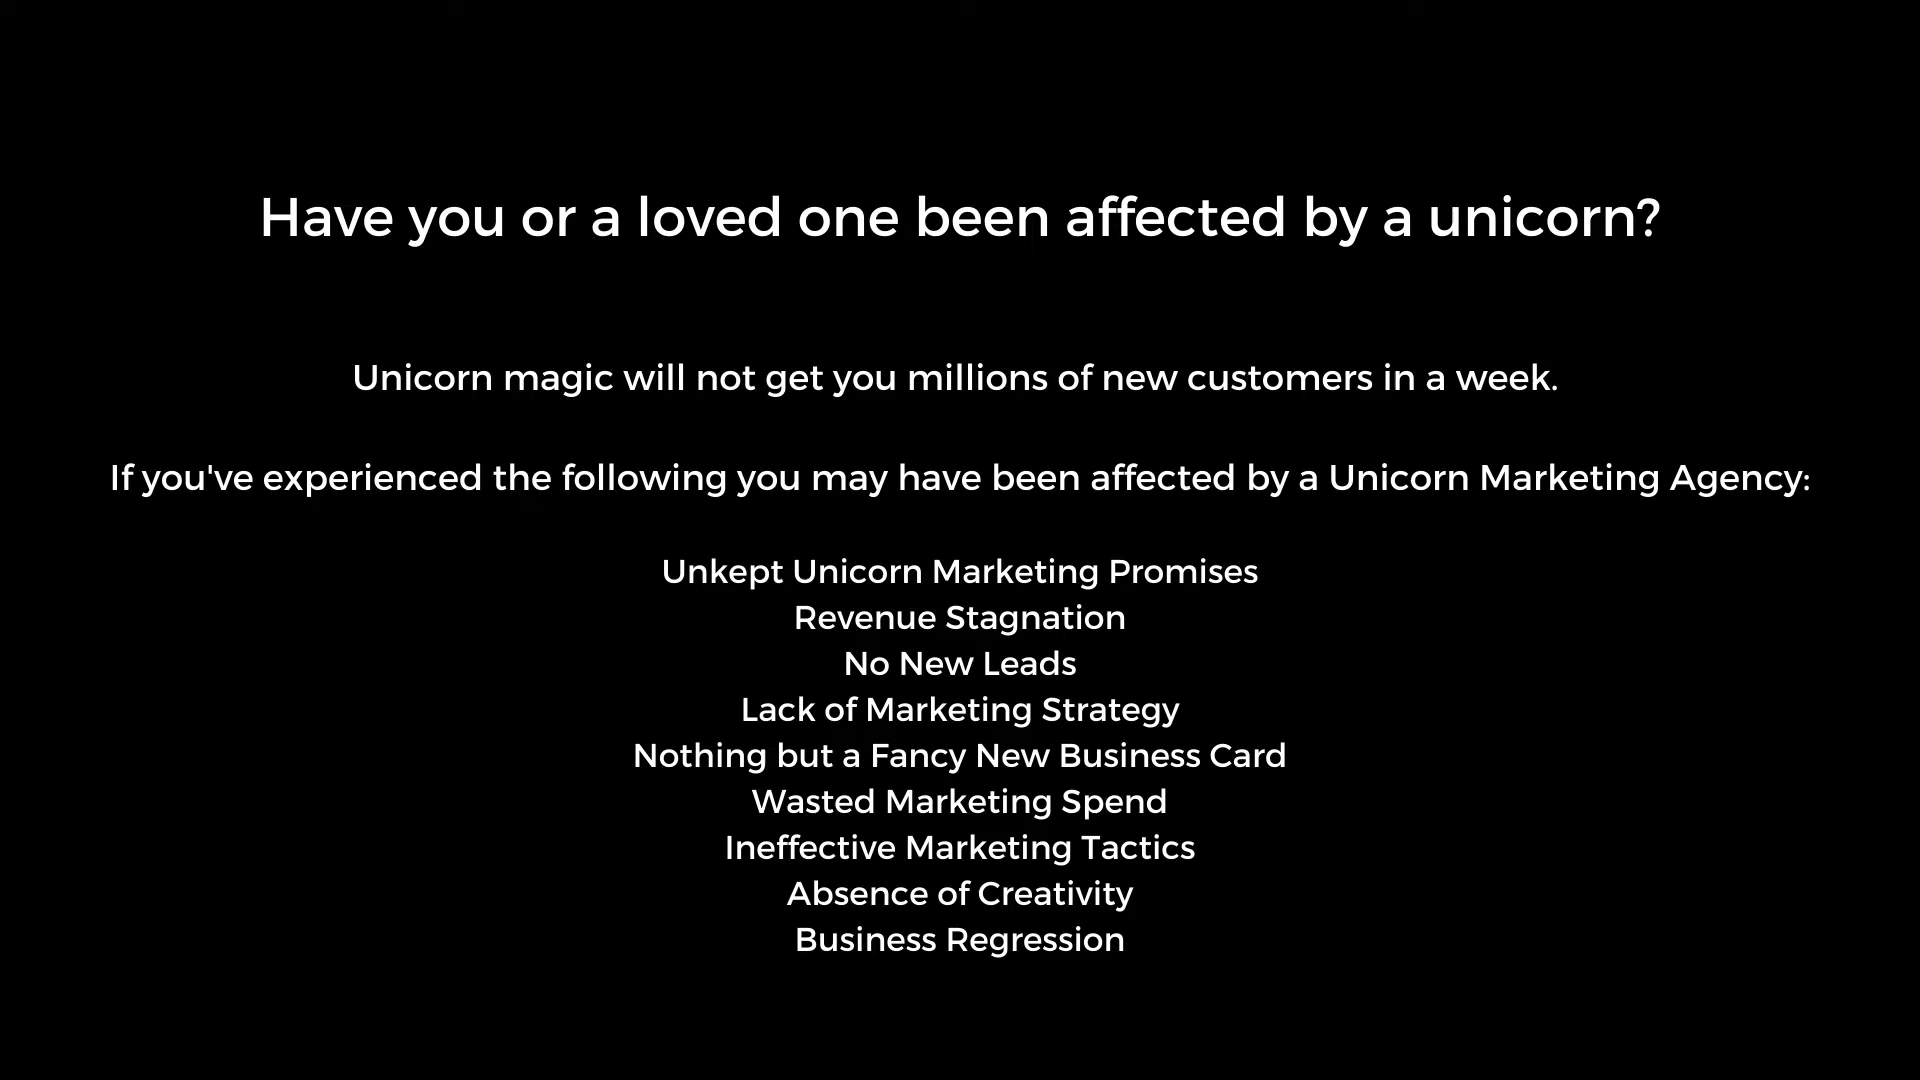 Have you or a loved one been affected by a unicorn?
Unicorn magic will not get you millions of new customers in a week.
If you've experienced the following you may have been affected by a Unicorn Marketing Agency:
Unkept Unicorn Marketing Promises
Revenue Stagnation
No New Leads
Lack of Marketing Strategy
Nothing but a Fancy New Business Card
Wasted Marketing Spend
Ineffective Marketing Tactics
Absence of Creativity
Business Regression